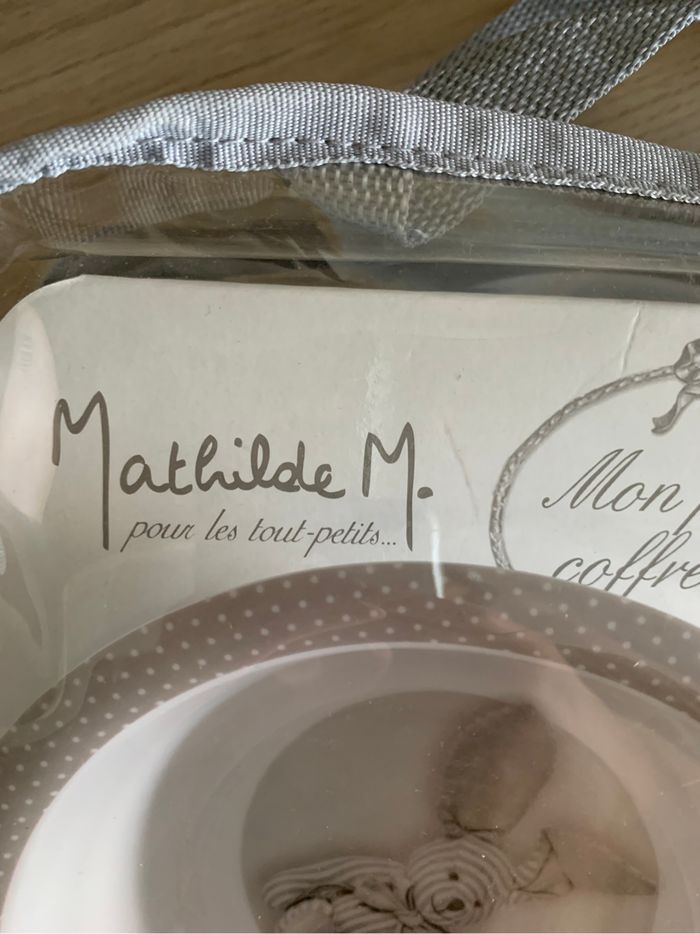 Mathilde M.
pour les tout-petits...
Mon
coffre